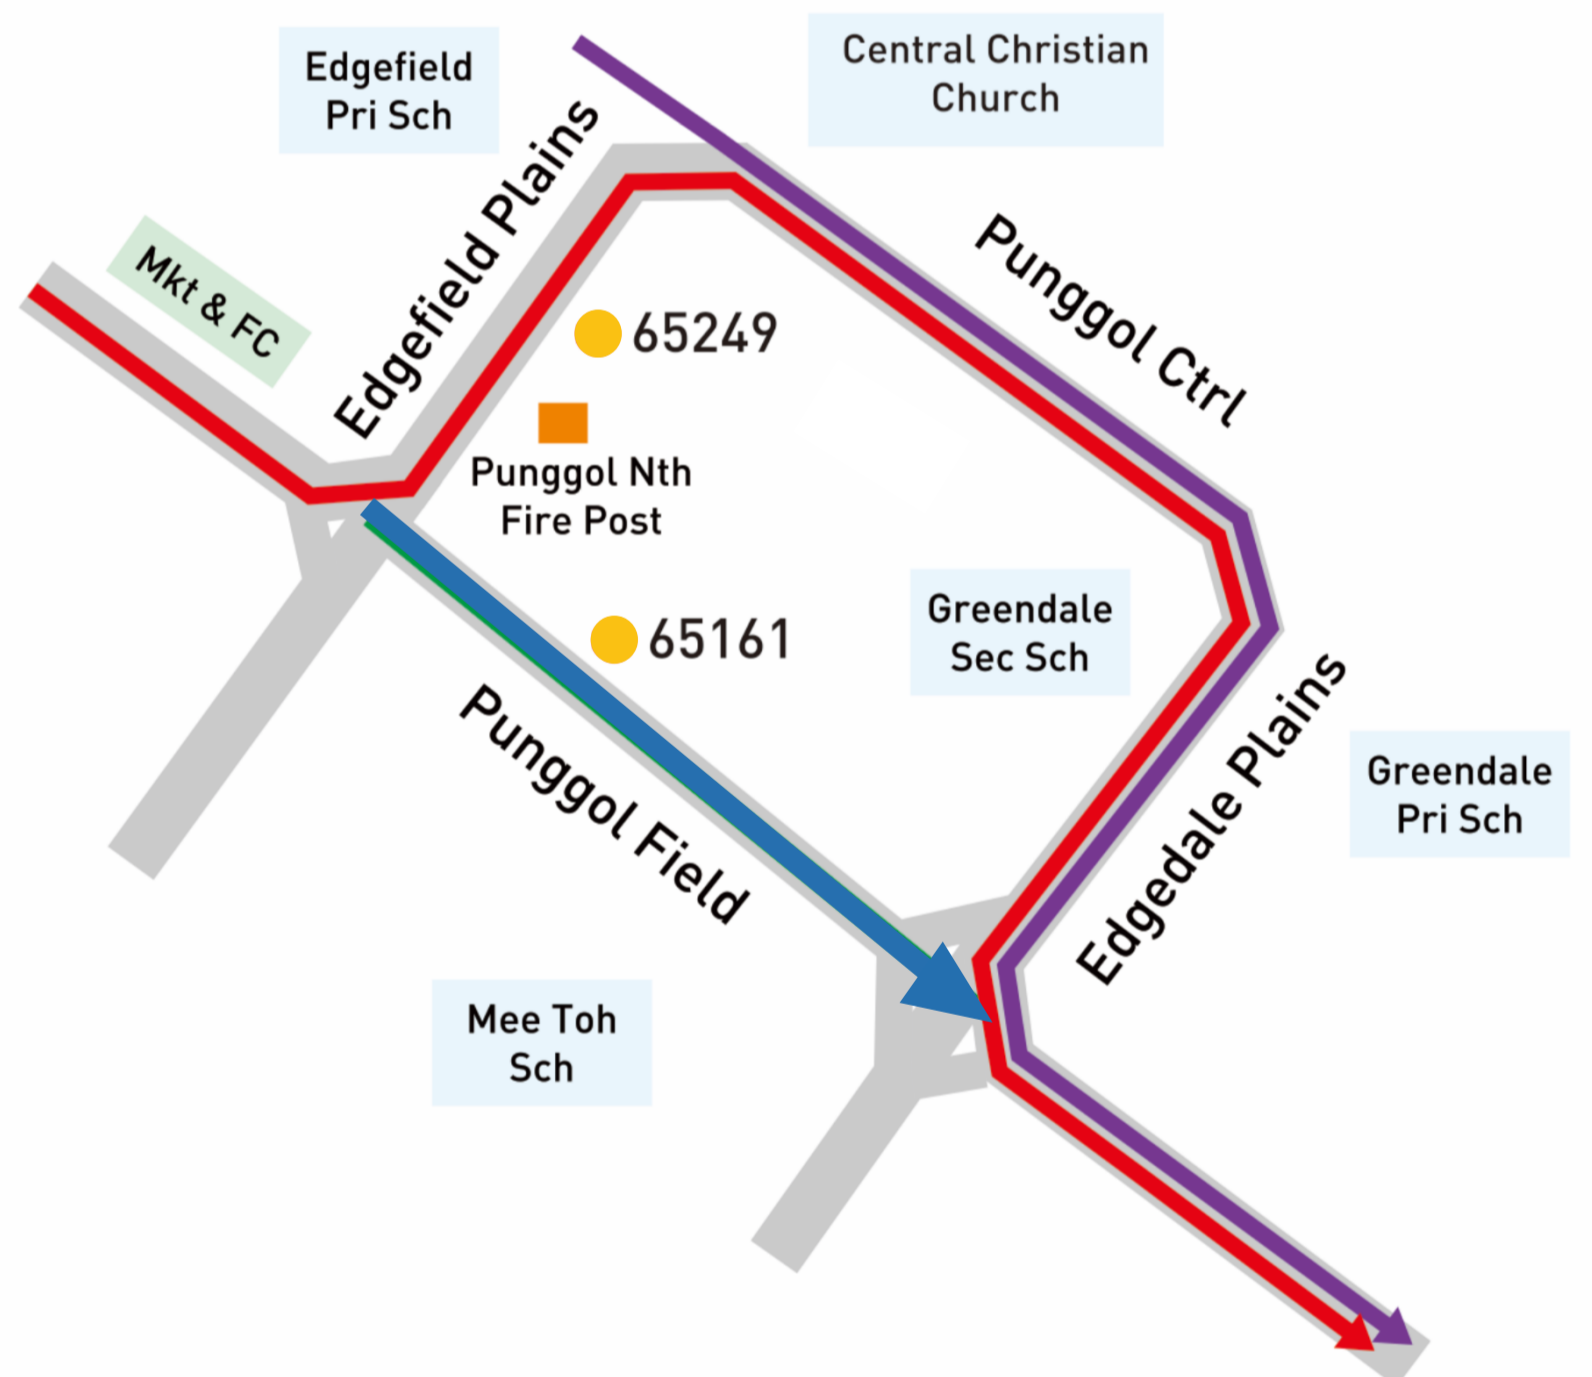 Edgefield
Pri Sch
Central Christian
Church
Edgefield Plains
Mkt & FC
Punggol Ctrl
65249
Punggol Nth
Fire Post
65161
Greendale
Sec Sch
Punggol Field
Edgedale Plains
Greendale
Pri Sch
Mee Toh
Sch